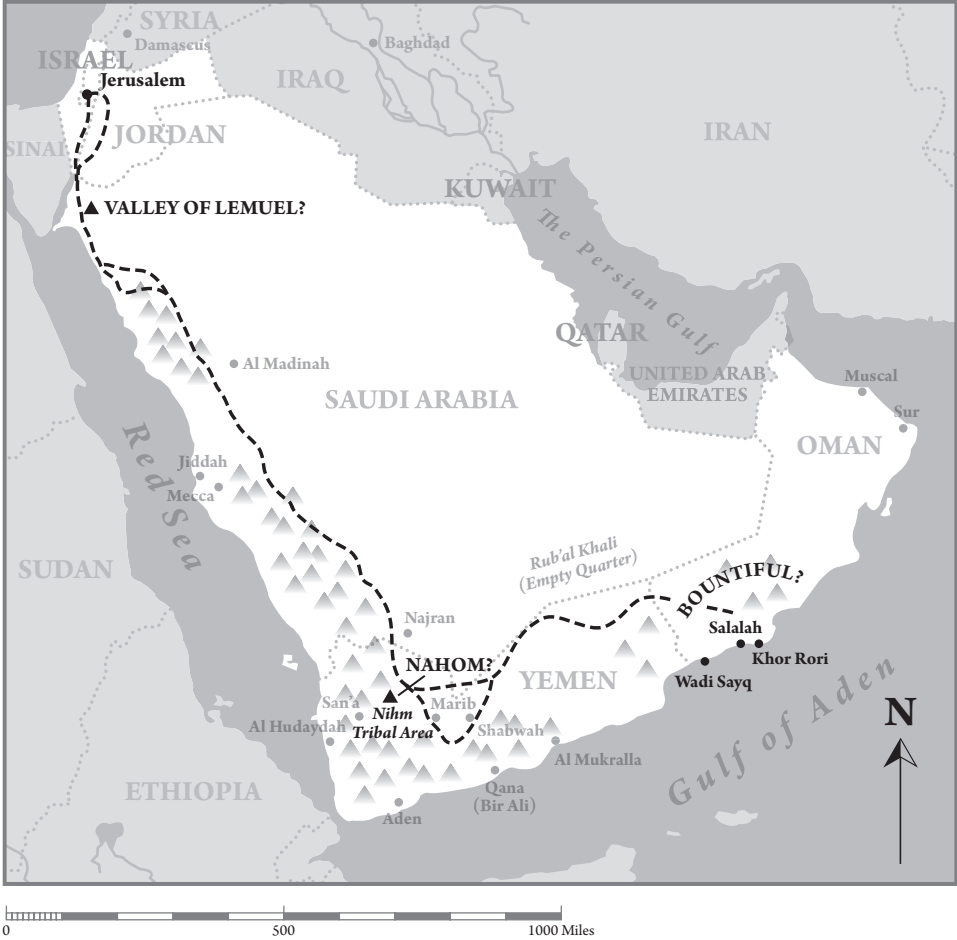 SYRIA
Damascus
ISRAEL
Jerusalem
Baghdad
IRAQ
IRAN
JORDAN
SINAI
KUWAIT
VALLEY OF LEMUEL?
The Persian Gulf
QATAR
UNITED ARAB
EMIRATES
Al Madinah
SAUDI ARABIA
Muscal
Sur
OMAN
Red Sea
Jiddah
Mecca
SUDAN
Rub'al Khali
(Empty Quarter)
BOUNTIFUL?
Najran
Salalah
Khor Rori
Wadi Sayq
NAHOM?
YEMEN
San'a
Nihm
Tribal Area
Marib
Shabwah
Al Hudaydah
Al Mukralla
Qana
(Bir Ali)
Aden
ETHIOPIA
Gulf of Aden
N
0
500
1000 Miles